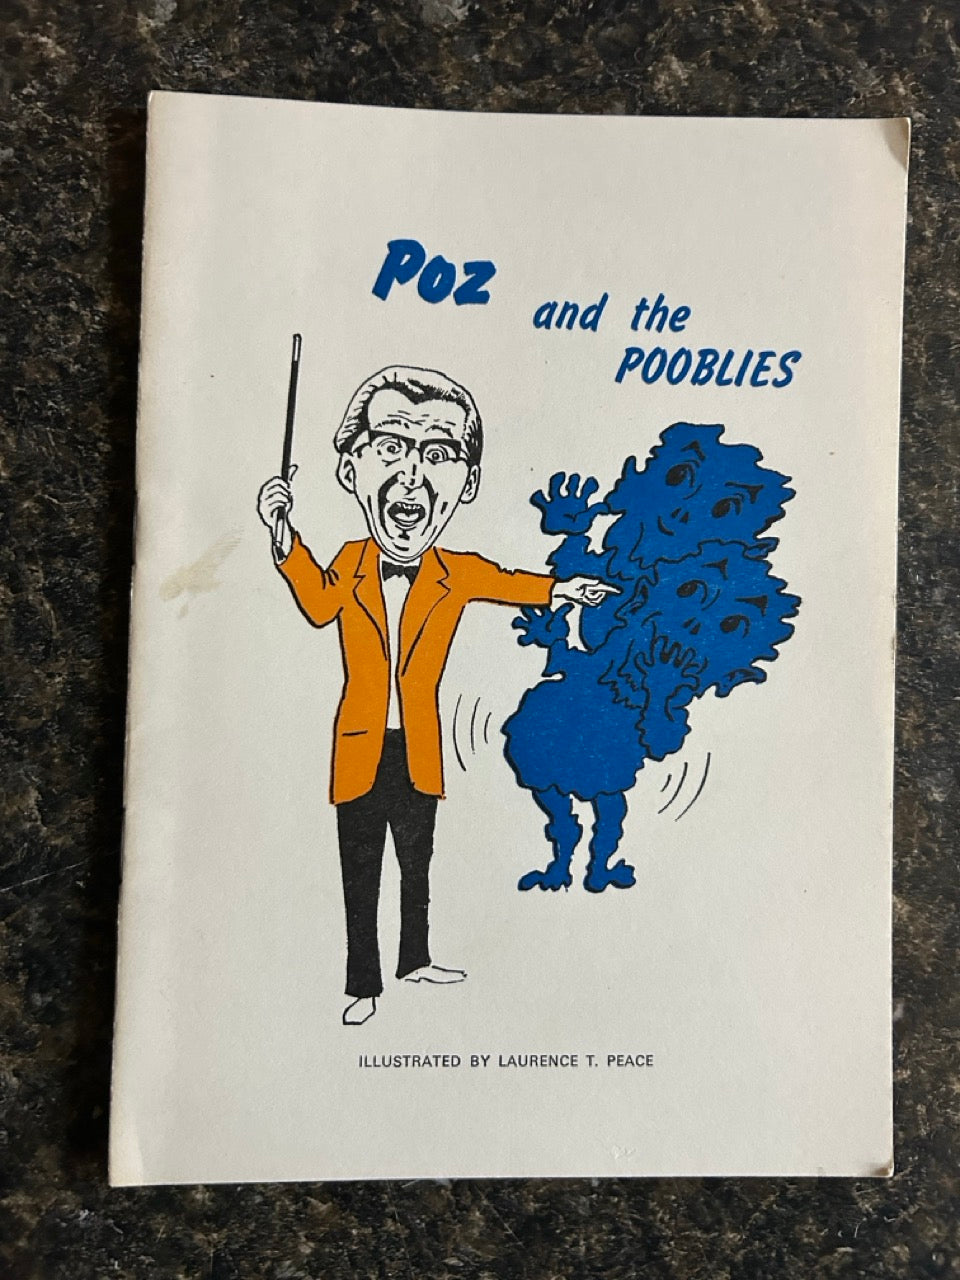 Poz
and the
POOBLIES
ILLUSTRATED BY LAURENCE T. PEACE